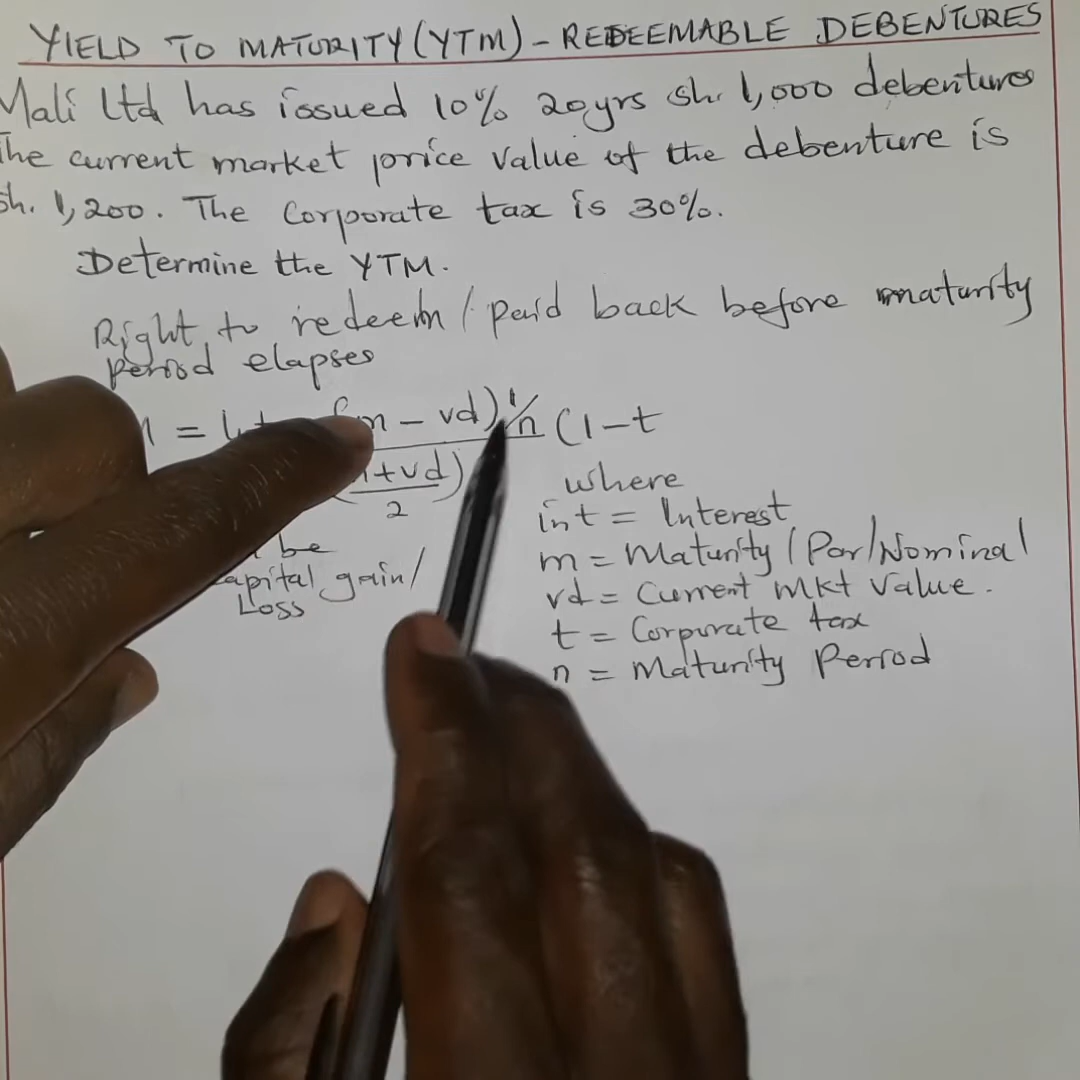 YIELD TO MATURITY (YTM) - REDEEMABLE DEBENTURES
Mali Ltd has issued 10% 20yrs sh. 1,000 debentures
The current market price value of the debenture is
sh. 1,200. The Corporate tax is 30%.
Determine the YTM.
Right to redeem / paid back before maturity
period elapses
= (m - vd) 1/n (1-t
+vd)
2
be
capital gain/
Loss
where
int = Interest
m = Maturity / Par/Nominal
vd = Current Mkt Value.
t = Corporate tax
n = Maturity Period